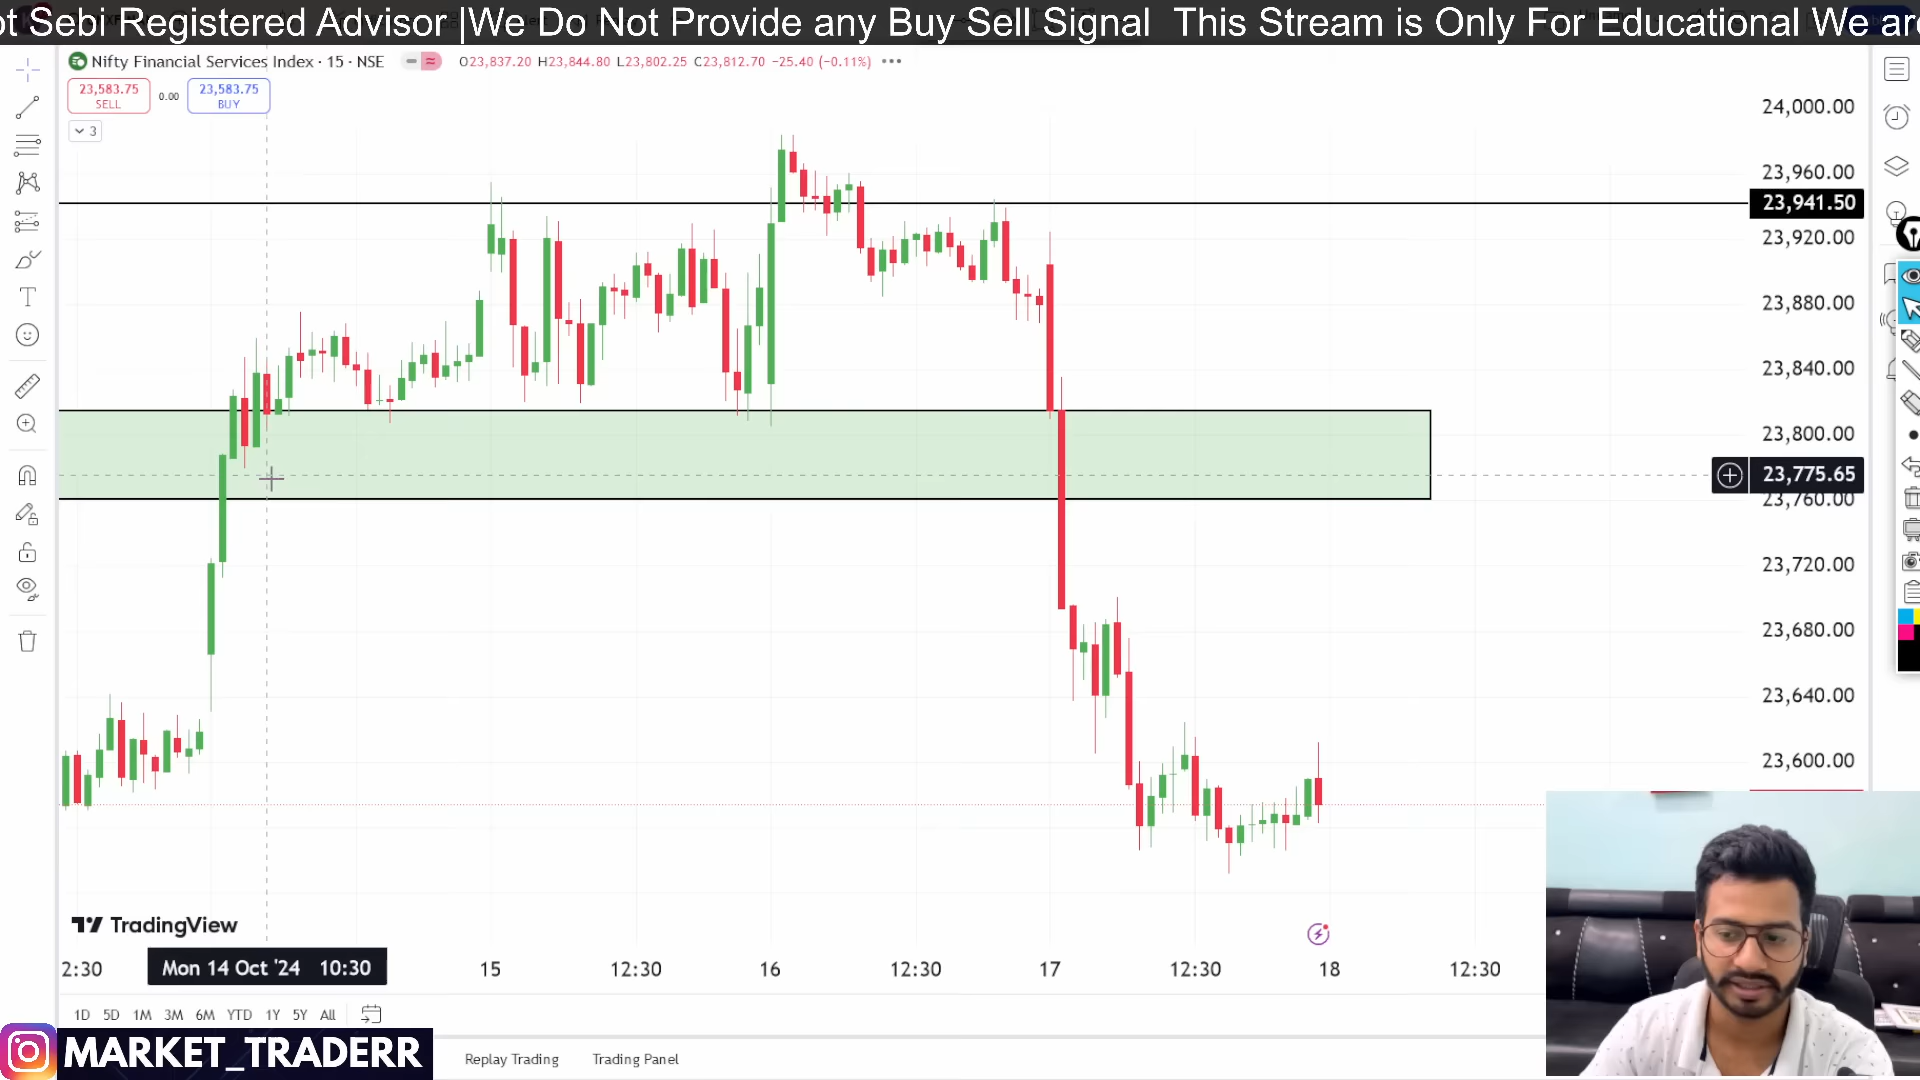 ot Sebi Registered Advisor |We Do Not Provide any Buy Sell Signal This Stream is Only For Educational We are
Nifty Financial Services Index · 15 · NSE O23,837.20 H23,844.80 L23,802.25 C23,812.70 −25.40 (−0.11%)
23,583.75 SELL 0.00 23,583.75 BUY
3
24,000.00
23,960.00
23,941.50
23,920.00
23,880.00
23,840.00
23,800.00
23,775.65
23,760.00
23,720.00
23,680.00
23,640.00
23,600.00
TradingView
2:30 Mon 14 Oct '24 10:30 15 12:30 16 12:30 17 12:30 18 12:30
1D 5D 1M 3M 6M YTD 1Y 5Y All
MARKET_TRADERR Replay Trading Trading Panel